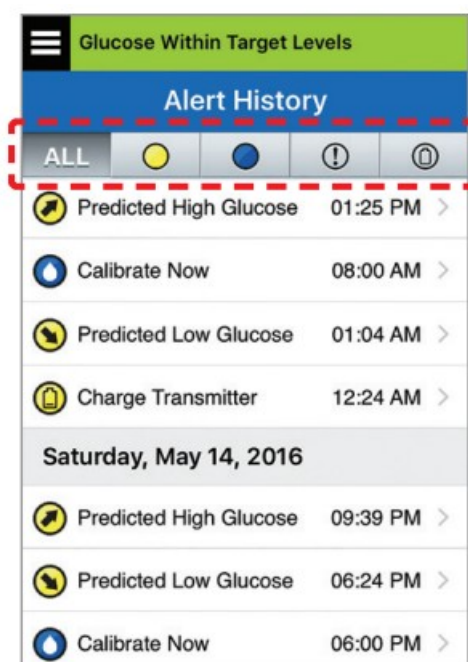 Glucose Within Target Levels
Alert History
ALL
Predicted High Glucose 01:25 PM
Calibrate Now 08:00 AM
Predicted Low Glucose 01:04 AM
Charge Transmitter 12:24 AM
Saturday, May 14, 2016
Predicted High Glucose 09:39 PM
Predicted Low Glucose 06:24 PM
Calibrate Now 06:00 PM